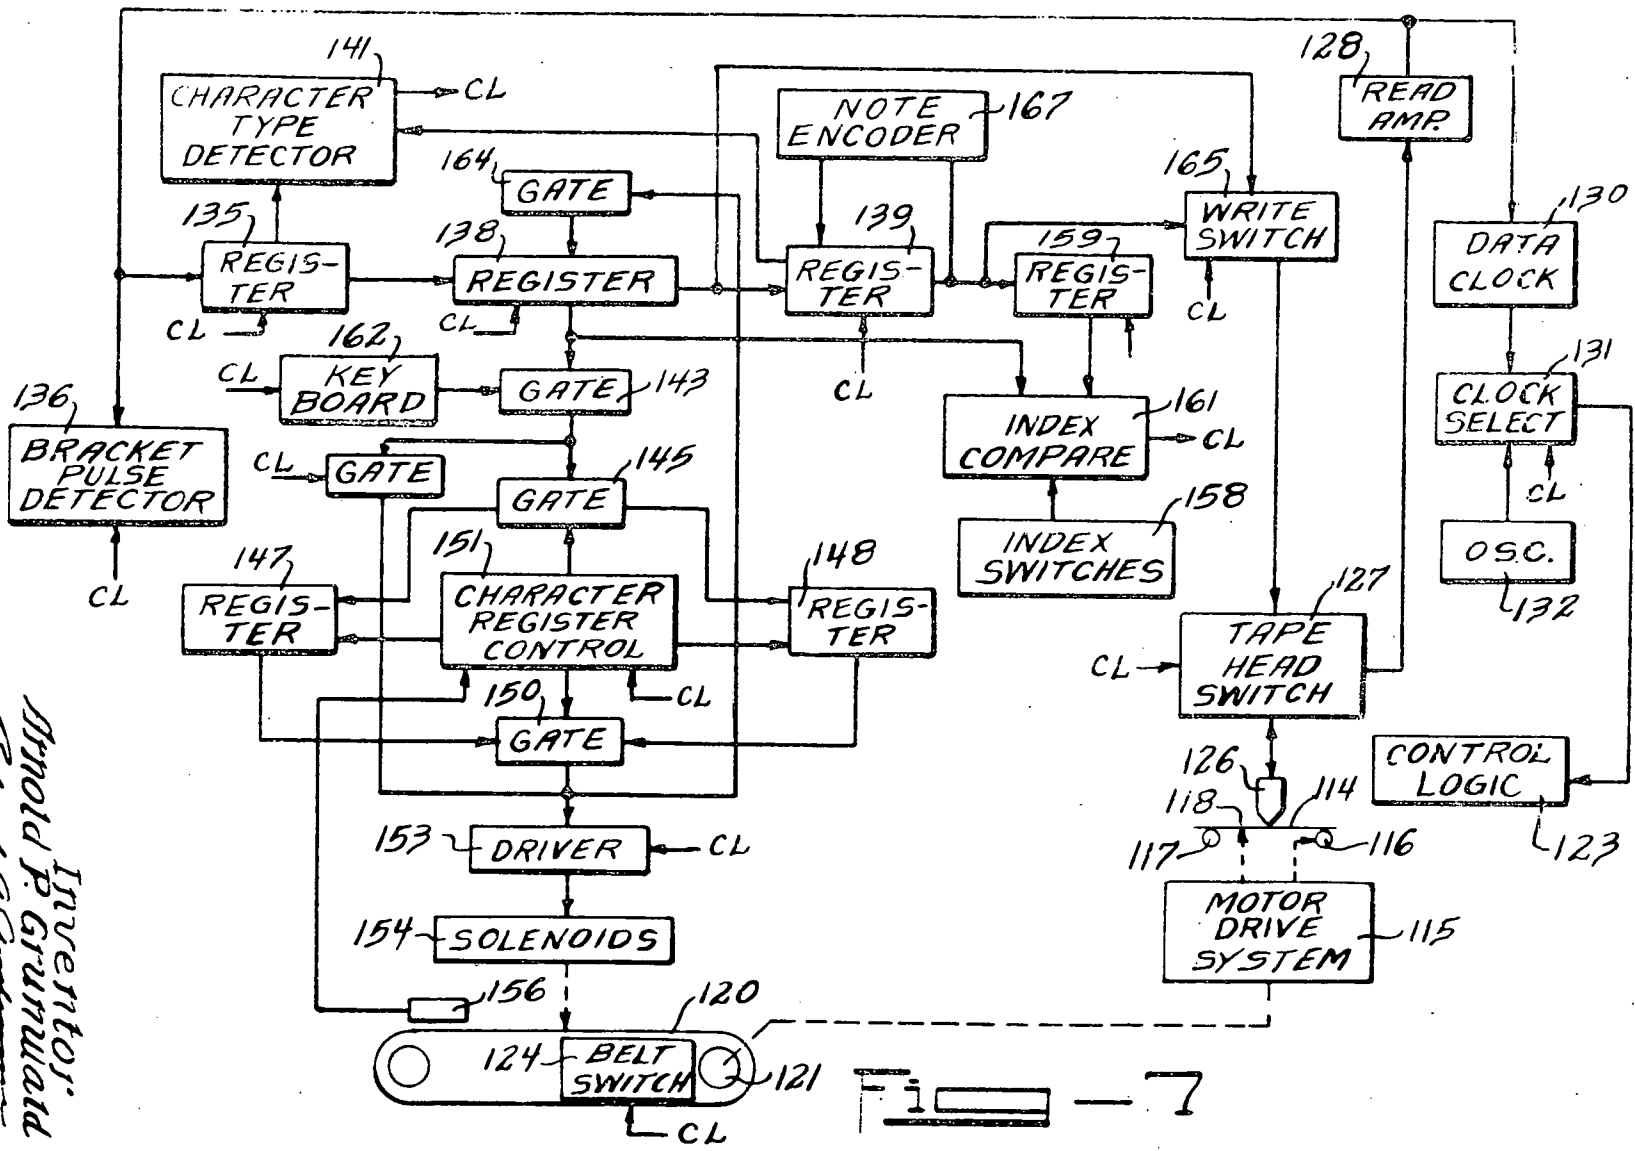 141
CHARACTER
TYPE
DETECTOR
CL
164
GATE
NOTE
ENCODER
167
128
READ
AMP.
165
WRITE
SWITCH
CL
130
DATA
CLOCK
135
REGIS-
TER
CL
138
REGISTER
CL
139
REGIS-
TER
CL
159
REGIS-
TER
162
KEY
BOARD
CL
GATE
143
131
CLOCK
SELECT
CL
136
BRACKET
PULSE
DETECTOR
CL
CL
GATE
145
GATE
161
INDEX
COMPARE
CL
158
INDEX
SWITCHES
O.S.C.
132
147
REGIS-
TER
151
CHARACTER
REGISTER
CONTROL
CL
148
REGIS-
TER
127
TAPE
HEAD
SWITCH
CL
150
GATE
126
118
114
117
116
CONTROL
LOGIC
123
153
DRIVER
CL
154
SOLENOIDS
MOTOR
DRIVE
SYSTEM
115
156
120
124
BELT
SWITCH
121
CL
7
Inventor
Arnold P. Grunwald